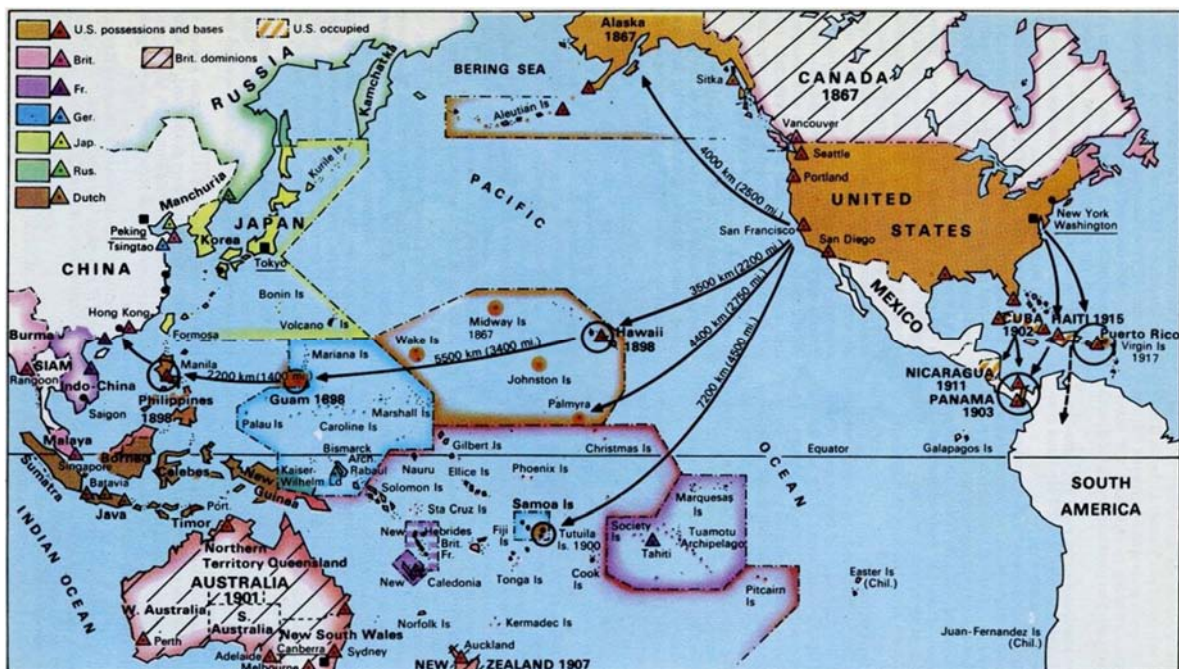 U.S. possessions and bases
U.S. occupied
Brit.
Brit. dominions
Fr.
Ger.
Jap.
Rus.
Dutch
RUSSIA
Kamchatka
BERING SEA
Alaska
1867
Sitka
Aleutian Is
CANADA
1867
Vancouver
Seattle
Portland
UNITED
STATES
San Francisco
San Diego
New York
Washington
MEXICO
4000 km (2500 mi.)
3500 km (2200 mi.)
4400 km (2750 mi.)
7200 km (4500 mi.)
5500 km (3400 mi.)
2200 km (1400 mi.)
PACIFIC
OCEAN
Kurile Is
Manchuria
JAPAN
Peking
Tsingtao
Korea
Tokyo
CHINA
Bonin Is
Volcano Is
Hong Kong
Formosa
Burma
SIAM
Rangoon
Indo-China
Saigon
Manila
Philippines
1898
Mariana Is
Guam 1898
Wake Is
Midway Is
1867
Hawaii
1898
Johnston Is
Palmyra
CUBA
1902
HAITI 1915
Puerto Rico
Virgin Is
1917
NICARAGUA
1911
PANAMA
1903
Marshall Is
Palau Is
Caroline Is
Malaya
Singapore
Borneo
Sumatra
Batavia
Java
Celebes
New
Guinea
Kaiser-
Wilhelm Ld
Bismarck
Arch.
Rabaul
Nauru
Solomon Is
Gilbert Is
Ellice Is
Phoenix Is
Christmas Is
Equator
Galapagos Is
SOUTH
AMERICA
Sta Cruz Is
Samoa Is
Fiji
Is
Tutuila
Is. 1900
New
Hebrides
Brit.
Fr.
New
Caledonia
Tonga Is
Cook
Is
Society
Is
Tahiti
Marquesas
Is
Tuamotu
Archipelago
Pitcairn
Is
Easter Is
(Chil.)
Juan-Fernandez Is
(Chil.)
INDIAN OCEAN
Port.
Timor
Northern
Territory
Queensland
AUSTRALIA
1901
W. Australia
S.
Australia
New South Wales
Perth
Adelaide
Canberra
Sydney
Melbourne
Norfolk Is
Kermadec Is
Auckland
NEW ZEALAND 1907